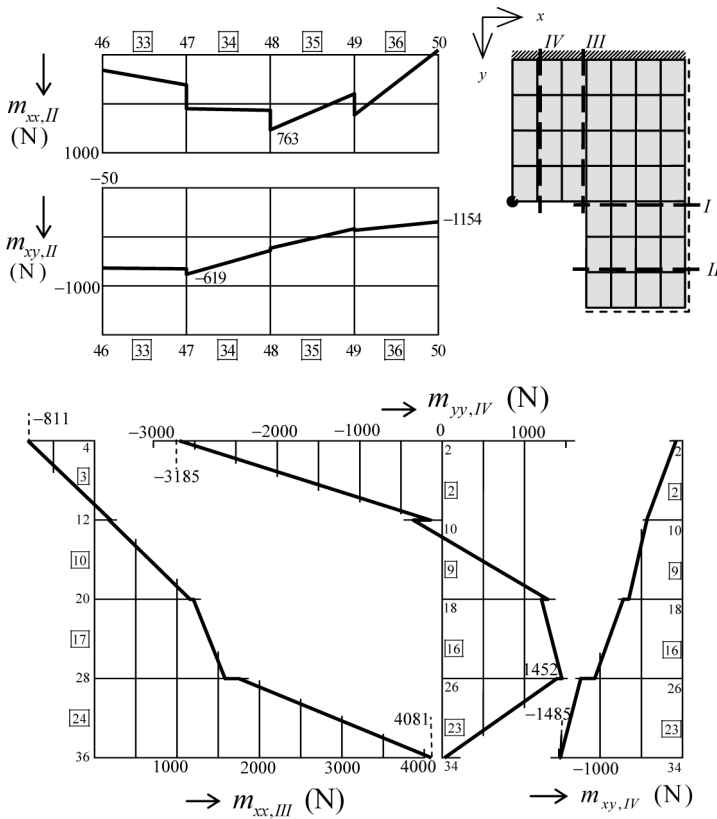 46 33 47 34 48 35 49 36 50
m_xx,II
(N)
1000
763
x
y
IV III
I
II
−50
m_xy,II
(N)
−619
−1154
−1000
46 33 47 34 48 35 49 36 50
m_yy,IV (N)
−811
−3000 −2000 −1000 0 1000
−3185
4 2 2
3 2 2
12 10 10
10 9 9
20 18 18
17 16 16
28 1452 26 26
−1485
24 4081 23 23
36 34 34
1000 2000 3000 4000 −1000
m_xx,III (N) m_xy,IV (N)